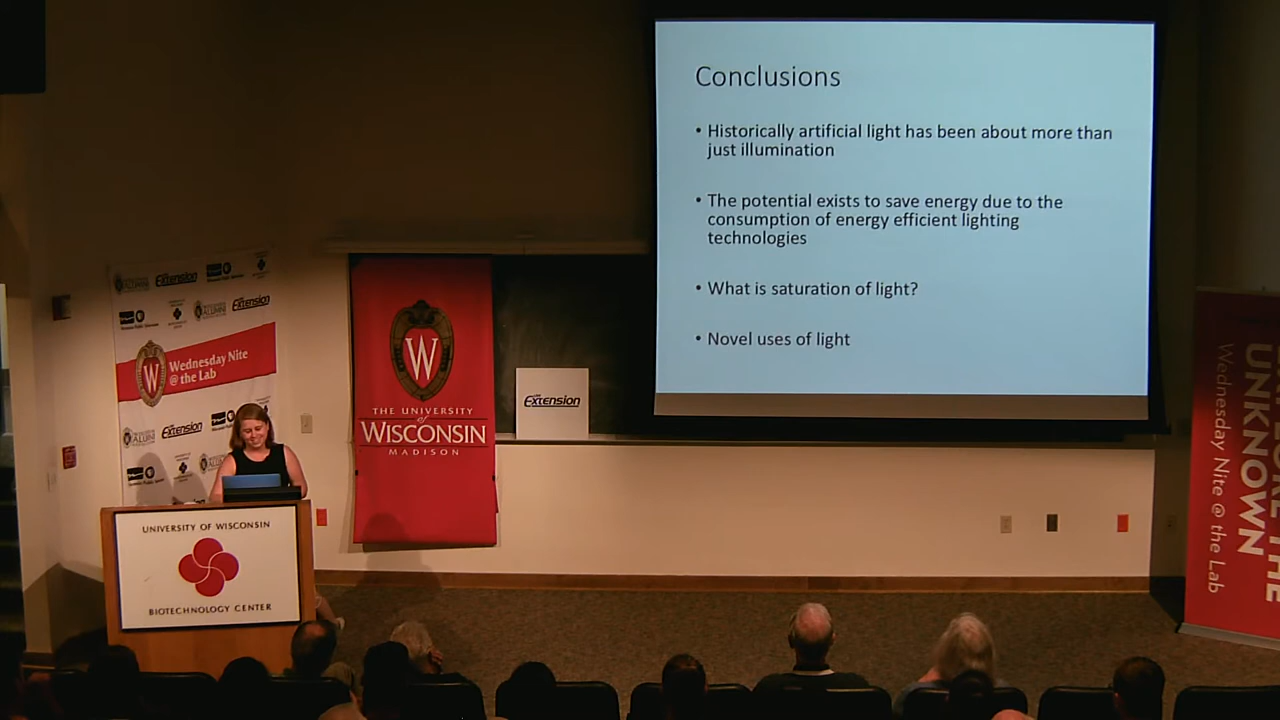 Conclusions
• Historically artificial light has been about more than
just illumination
• The potential exists to save energy due to the
consumption of energy efficient lighting
technologies
• What is saturation of light?
• Novel uses of light
Extension
Extension
Wednesday Nite
@ the Lab
Extension
W
THE UNIVERSITY
of
WISCONSIN
MADISON
Extension
UNIVERSITY OF WISCONSIN
BIOTECHNOLOGY CENTER
UNKNOWN
Wednesday Nite @ the Lab